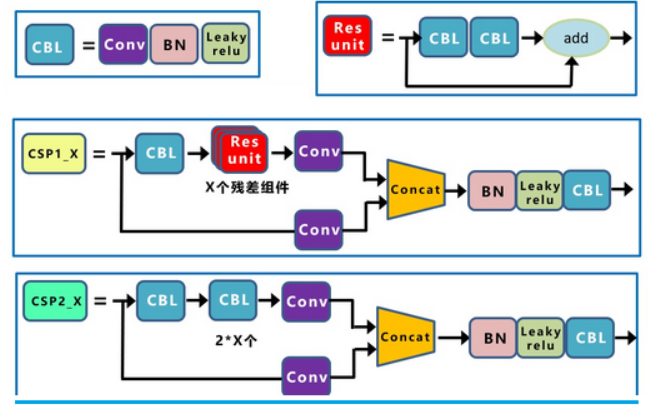 CBL = Conv BN Leaky relu
Res unit = CBL CBL add
CSP1_X = CBL Res unit Conv
X个残差组件
Concat BN Leaky relu CBL
Conv
CSP2_X = CBL CBL Conv
2*X个
Concat BN Leaky relu CBL
Conv